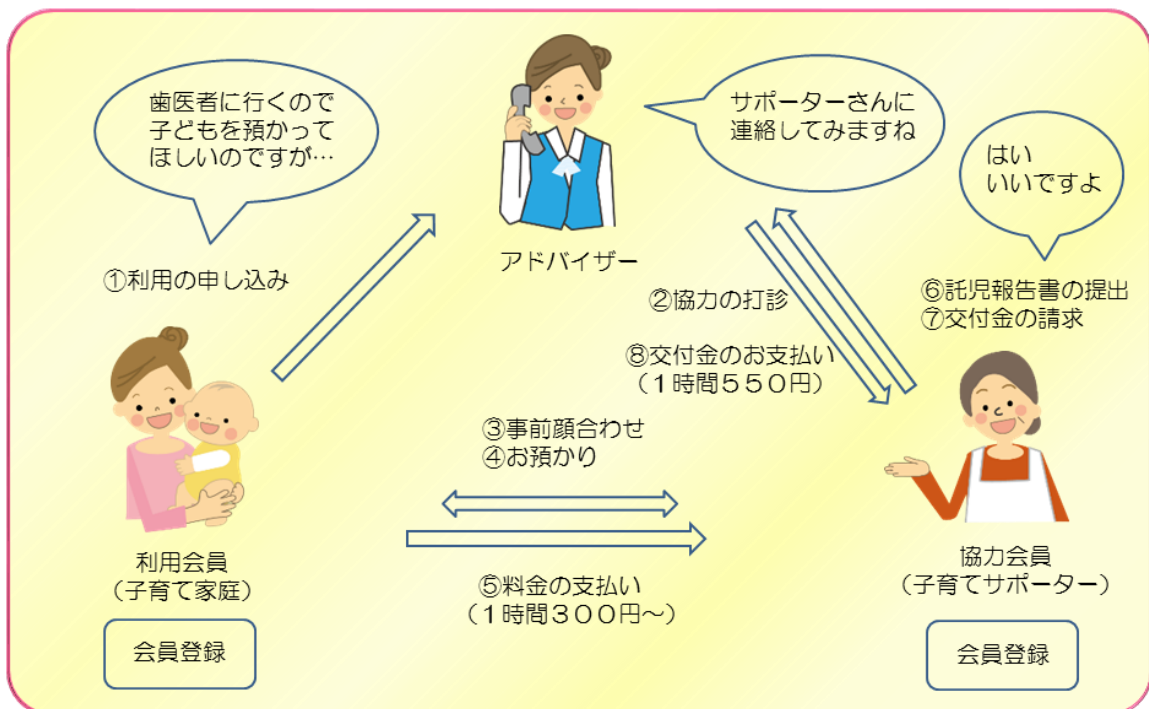 歯医者に行くので
子どもを預かって
ほしいのですが…
サポーターさんに
連絡してみますね
はい
いいですよ
アドバイザー
①利用の申し込み
②協力の打診
⑥託児報告書の提出
⑦交付金の請求
⑧交付金のお支払い
（１時間５５０円）
③事前顔合わせ
④お預かり
利用会員
（子育て家庭）
協力会員
（子育てサポーター）
⑤料金の支払い
（１時間３００円～）
会員登録
会員登録